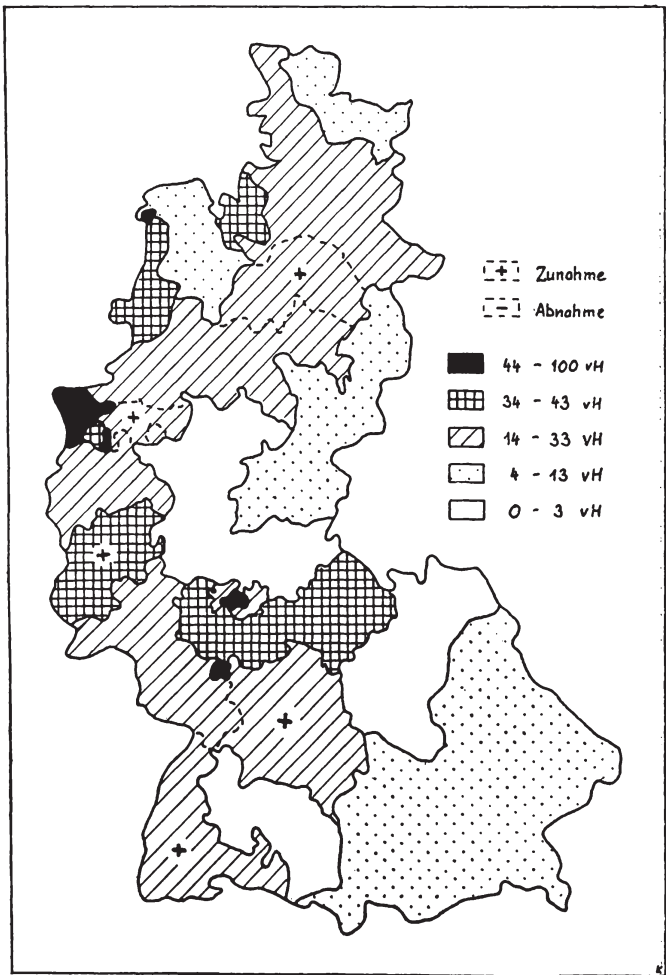 + Zunahme
- Abnahme
44 - 100 vH
34 - 43 vH
14 - 33 vH
4 - 13 vH
0 - 3 vH
+
+
+
+
+